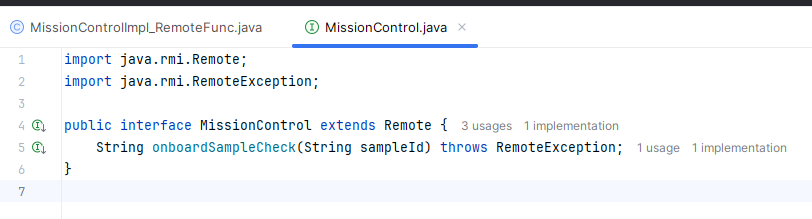 MissionControlImpl_RemoteFunc.java MissionControl.java
1 import java.rmi.Remote;
2 import java.rmi.RemoteException;
3
4 public interface MissionControl extends Remote { 3 usages 1 implementation
5     String onboardSampleCheck(String sampleId) throws RemoteException; 1 usage 1 implementation
6 }
7